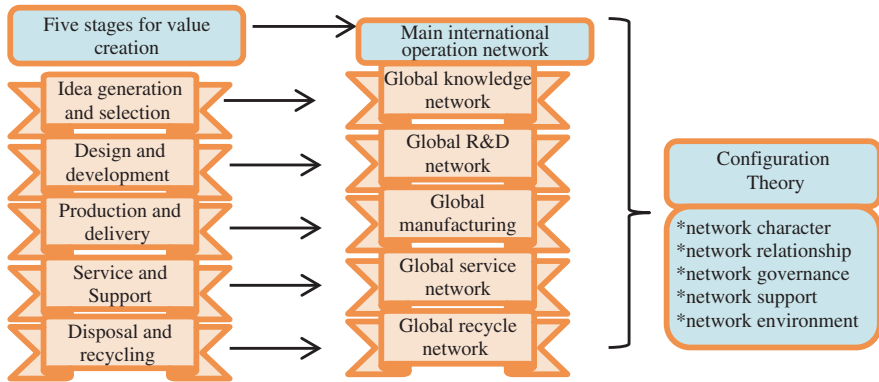 Five stages for value
creation
Main international
operation network
Idea generation
and selection
Global knowledge
network
Design and
development
Global R&D
network
Production and
delivery
Global
manufacturing
Service and
Support
Global service
network
Disposal and
recycling
Global recycle
network
Configuration
Theory
*network character
*network relationship
*network governance
*network support
*network environment